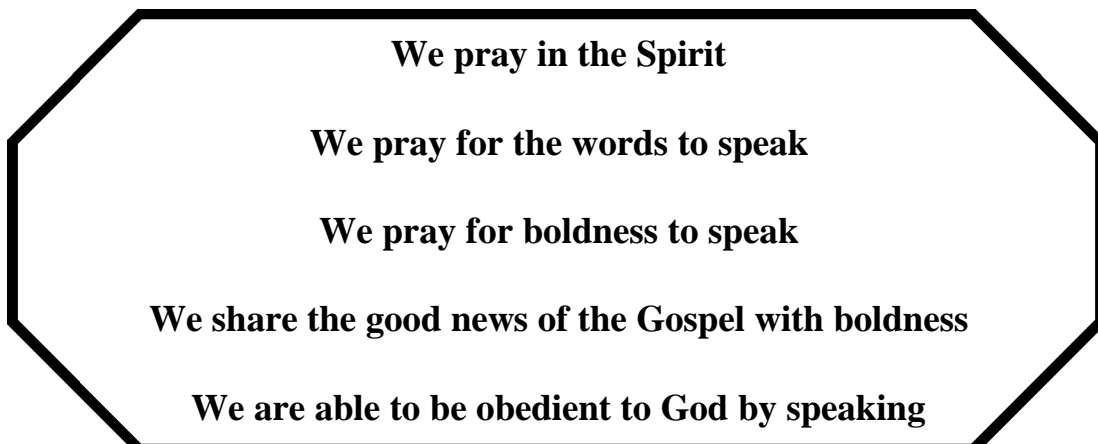 We pray in the Spirit
We pray for the words to speak
We pray for boldness to speak
We share the good news of the Gospel with boldness
We are able to be obedient to God by speaking